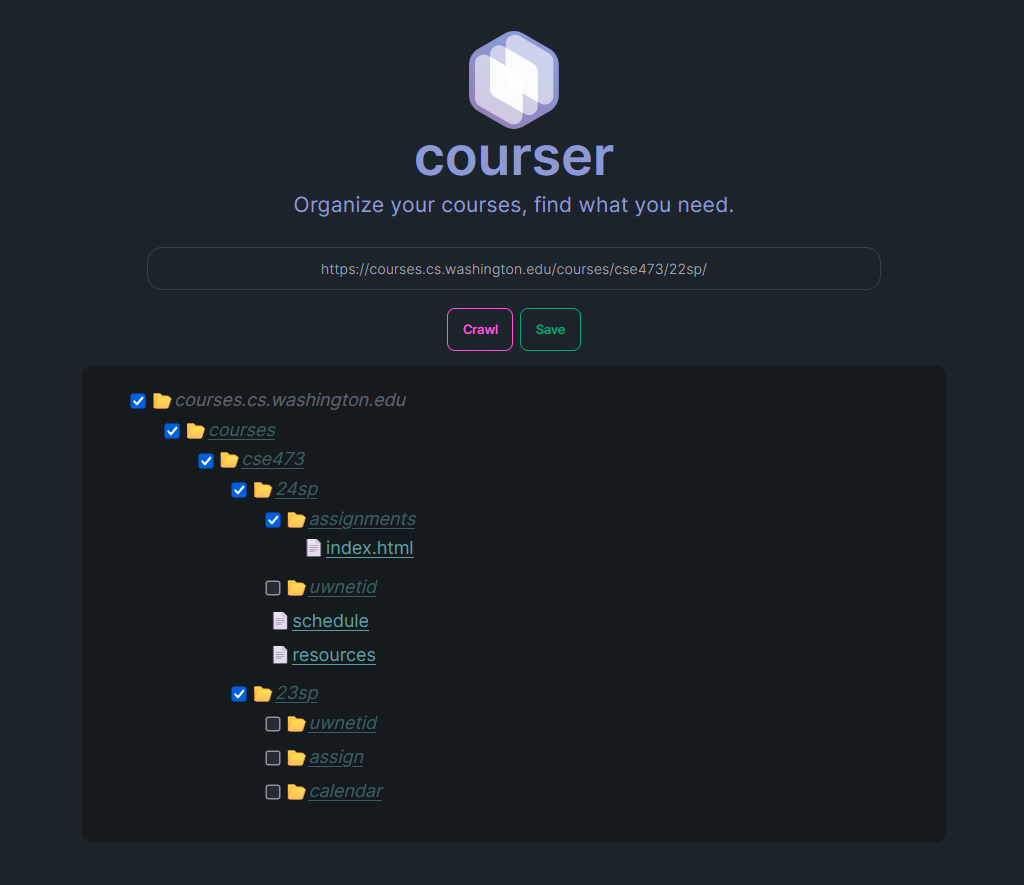 courser
Organize your courses, find what you need.
https://courses.cs.washington.edu/courses/cse473/22sp/
Crawl Save
courses.cs.washington.edu
courses
cse473
24sp
assignments
index.html
uwnetid
schedule
resources
23sp
uwnetid
assign
calendar